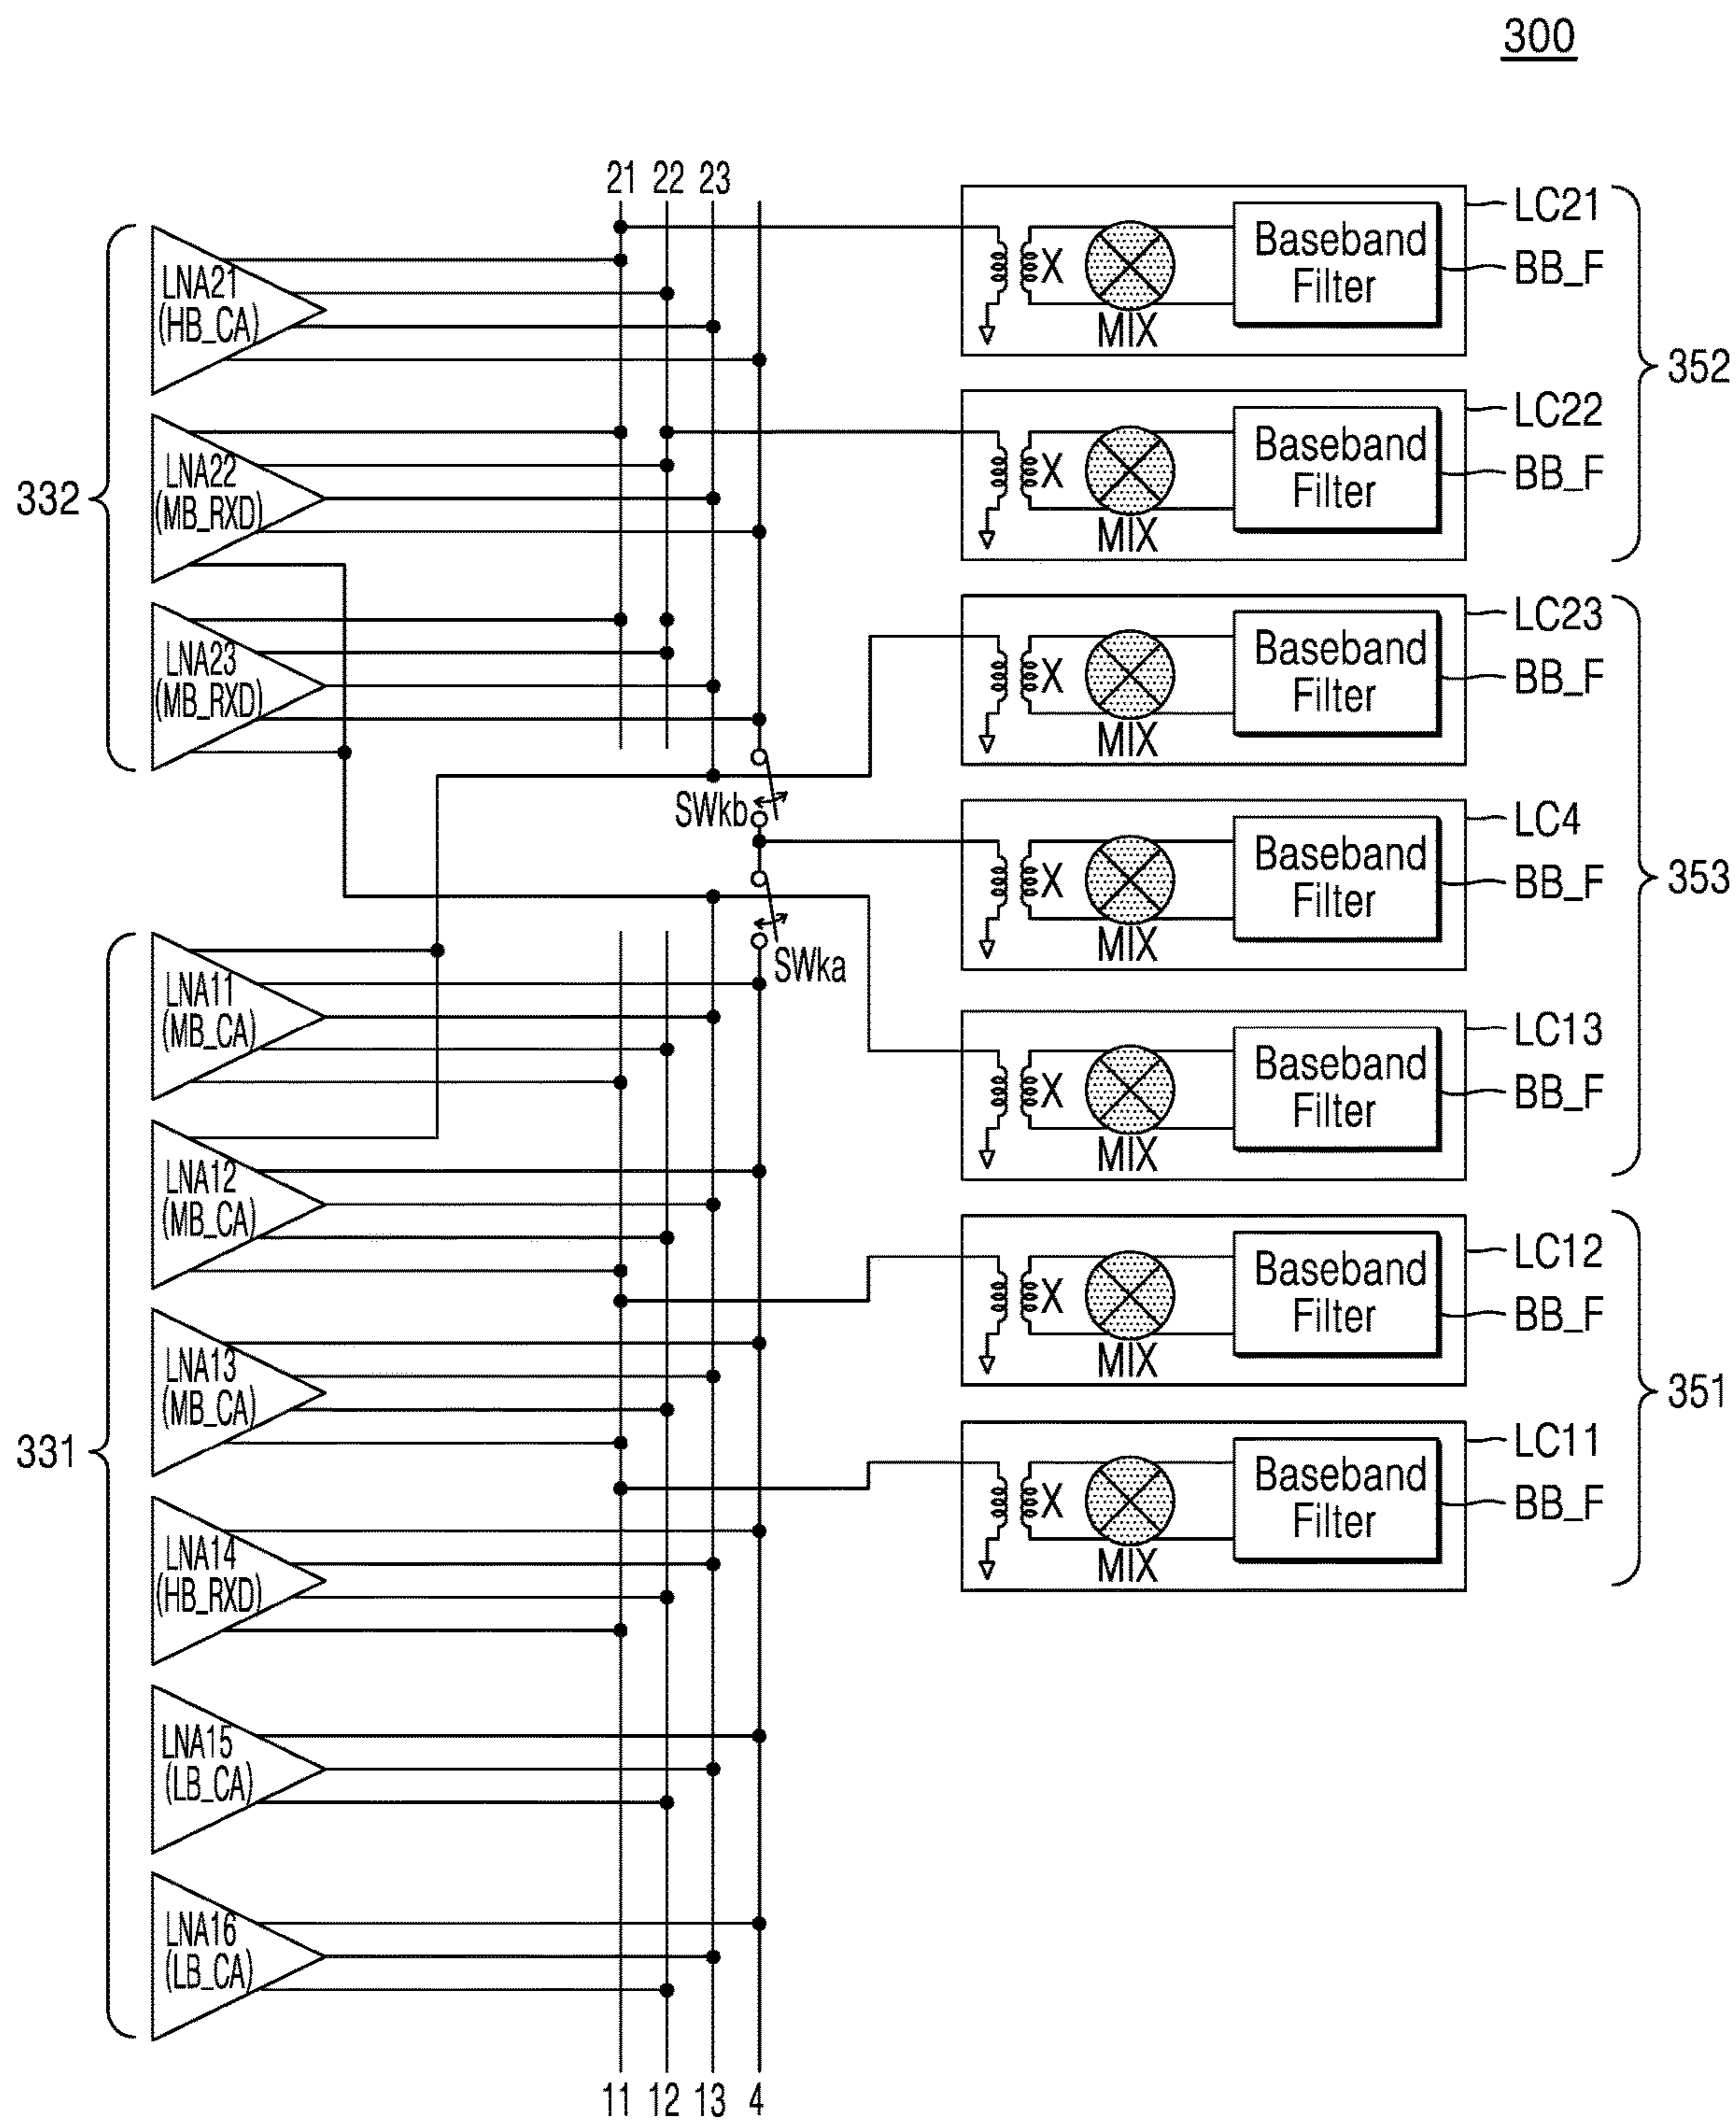 300
21 22 23
332
LNA21
(HB_CA)
LNA22
(MB_RXD)
LNA23
(MB_RXD)
331
LNA11
(MB_CA)
LNA12
(MB_CA)
LNA13
(MB_CA)
LNA14
(HB_RXD)
LNA15
(LB_CA)
LNA16
(LB_CA)
SWkb
SWka
11 12 13 4
X
MIX
Baseband
Filter
LC21
BB_F
X
MIX
Baseband
Filter
LC22
BB_F
352
X
MIX
Baseband
Filter
LC23
BB_F
X
MIX
Baseband
Filter
LC4
BB_F
X
MIX
Baseband
Filter
LC13
BB_F
353
X
MIX
Baseband
Filter
LC12
BB_F
X
MIX
Baseband
Filter
LC11
BB_F
351